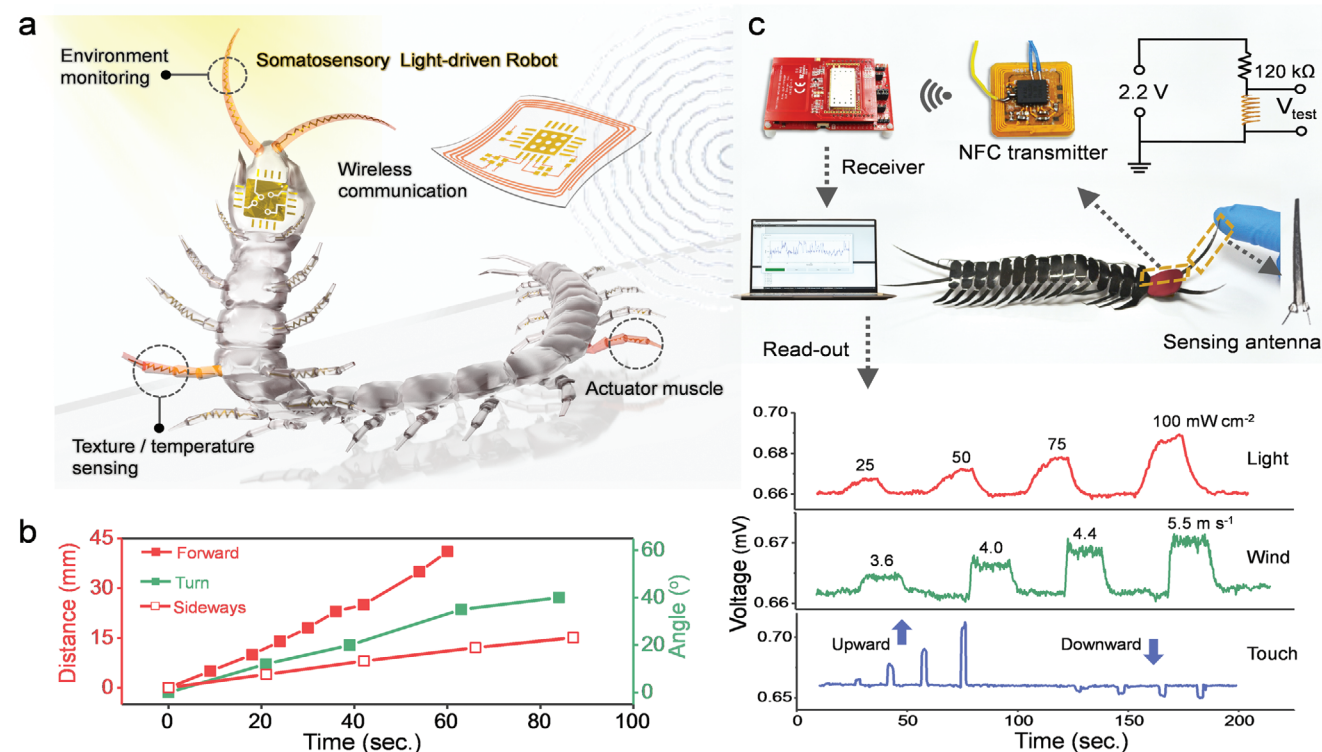 a
Environment
monitoring
Somatosensory Light-driven Robot
Wireless
communication
Actuator muscle
Texture / temperature
sensing
b
Distance (mm)
45
30
15
0
Forward
Turn
Sideways
60
40
20
0
Angle (º)
0 20 40 60 80 100
Time (sec.)
c
Receiver
NFC transmitter
2.2 V
120 kΩ
Vtest
Read-out
Sensing antenna
Voltage (mV)
0.70
0.68
0.66
25
50
75
100 mW cm-2
Light
0.67
0.66
3.6
4.0
4.4
5.5 m s-1
Wind
0.70
0.65
Upward
Downward
Touch
0 50 100 150 200
Time (sec.)